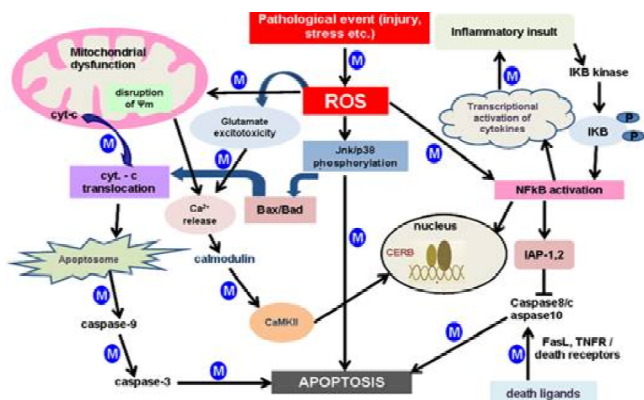 Pathological event (injury,
stress etc.)
Inflammatory insult
Mitochondrial
dysfunction
M
M
IKB kinase
disruption of Ψm
ROS
Transcriptional
activation of
cytokines
P
P
IKB
cyt-c
Glutamate
excitotoxicity
M
M
Jnk/p38
phosphorylation
M
cyt. - c
translocation
M
NFkB activation
Ca²⁺
release
Bax/Bad
nucleus
CERB
IAP-1,2
Apoptosome
calmodulin
M
M
M
Caspase8/c
aspase10
CaMKII
caspase-9
M
M
FasL, TNFR /
death receptors
M
caspase-3
M
APOPTOSIS
death ligands